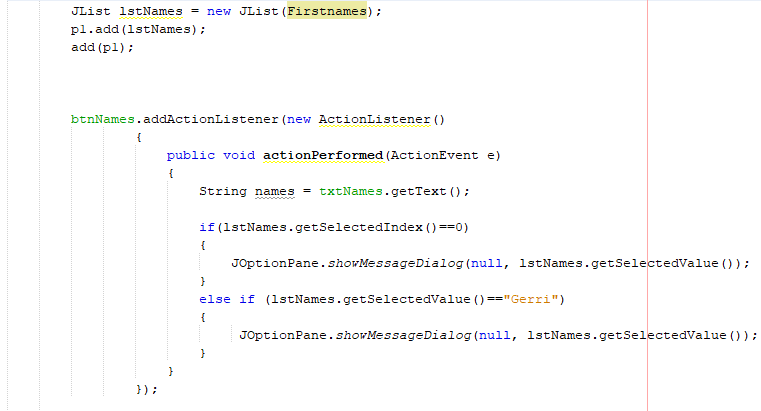 JList lstNames = new JList(Firstnames);
pl.add(lstNames);
add(pl);
btnNames.addActionListener(new ActionListener()
{
public void actionPerformed(ActionEvent e)
{
String names = txtNames.getText();
if(lstNames.getSelectedIndex()==0)
{
JOptionPane.showMessageDialog(null, lstNames.getSelectedValue());
}
else if (lstNames.getSelectedValue()=="Gerri")
{
JOptionPane.showMessageDialog(null, lstNames.getSelectedValue());
}
}
});